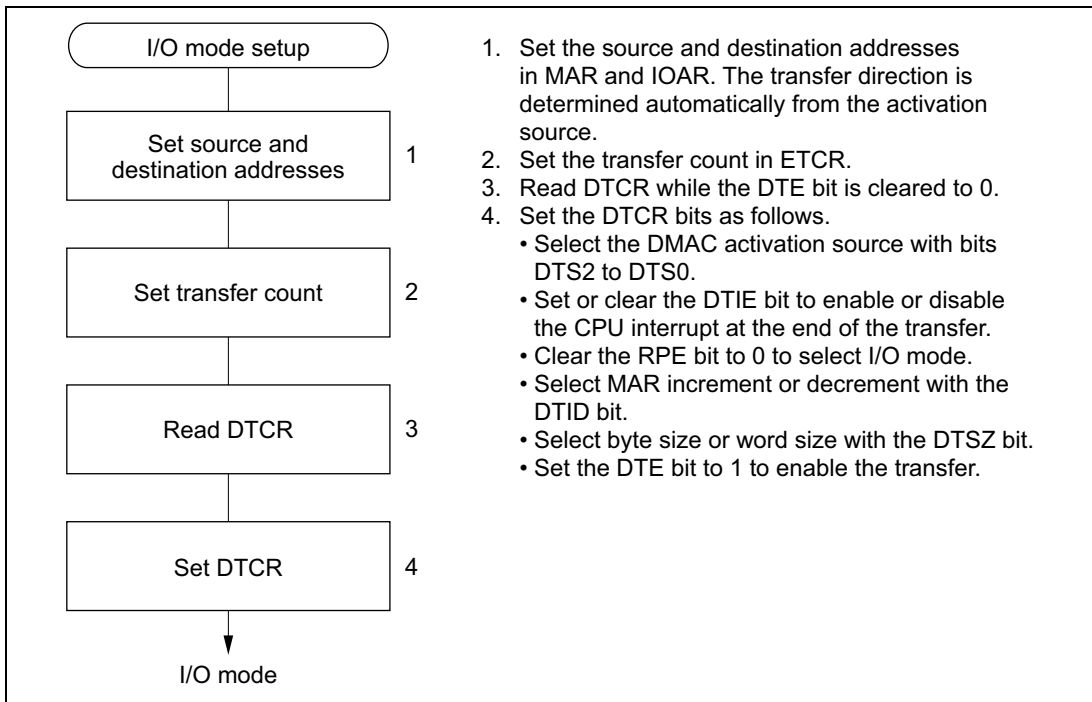 I/O mode setup
Set source and
destination addresses
1
Set transfer count
2
Read DTCR
3
Set DTCR
4
I/O mode
1. Set the source and destination addresses
in MAR and IOAR. The transfer direction is
determined automatically from the activation
source.
2. Set the transfer count in ETCR.
3. Read DTCR while the DTE bit is cleared to 0.
4. Set the DTCR bits as follows.
• Select the DMAC activation source with bits
DTS2 to DTS0.
• Set or clear the DTIE bit to enable or disable
the CPU interrupt at the end of the transfer.
• Clear the RPE bit to 0 to select I/O mode.
• Select MAR increment or decrement with the
DTID bit.
• Select byte size or word size with the DTSZ bit.
• Set the DTE bit to 1 to enable the transfer.